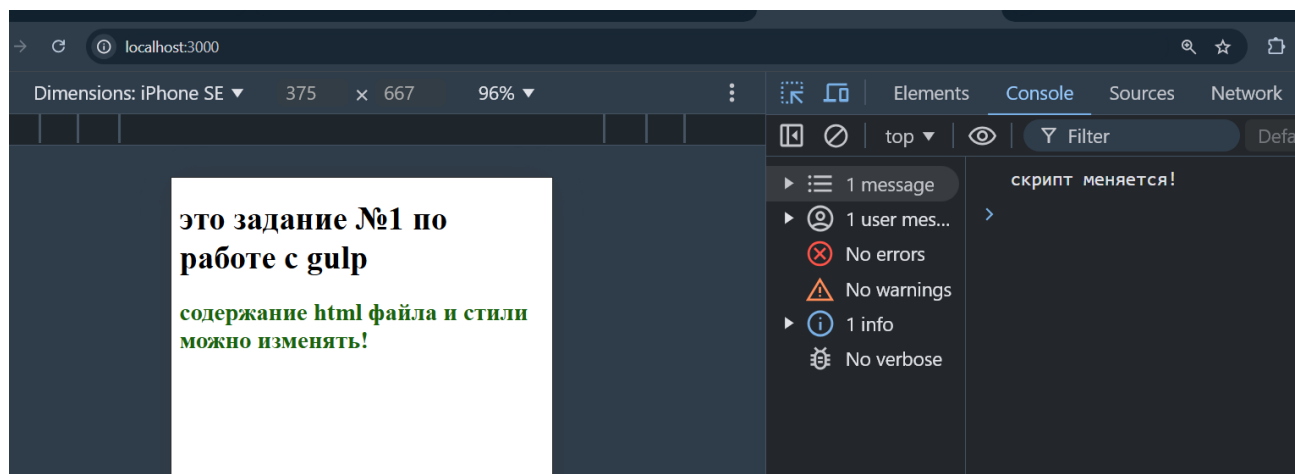 localhost:3000
Dimensions: iPhone SE 375 × 667 96%
Elements Console Sources Network
top Filter Defa
1 message
1 user mes...
No errors
No warnings
1 info
No verbose
скрипт меняется!
это задание №1 по
работе с gulp
содержание html файла и стили
можно изменять!